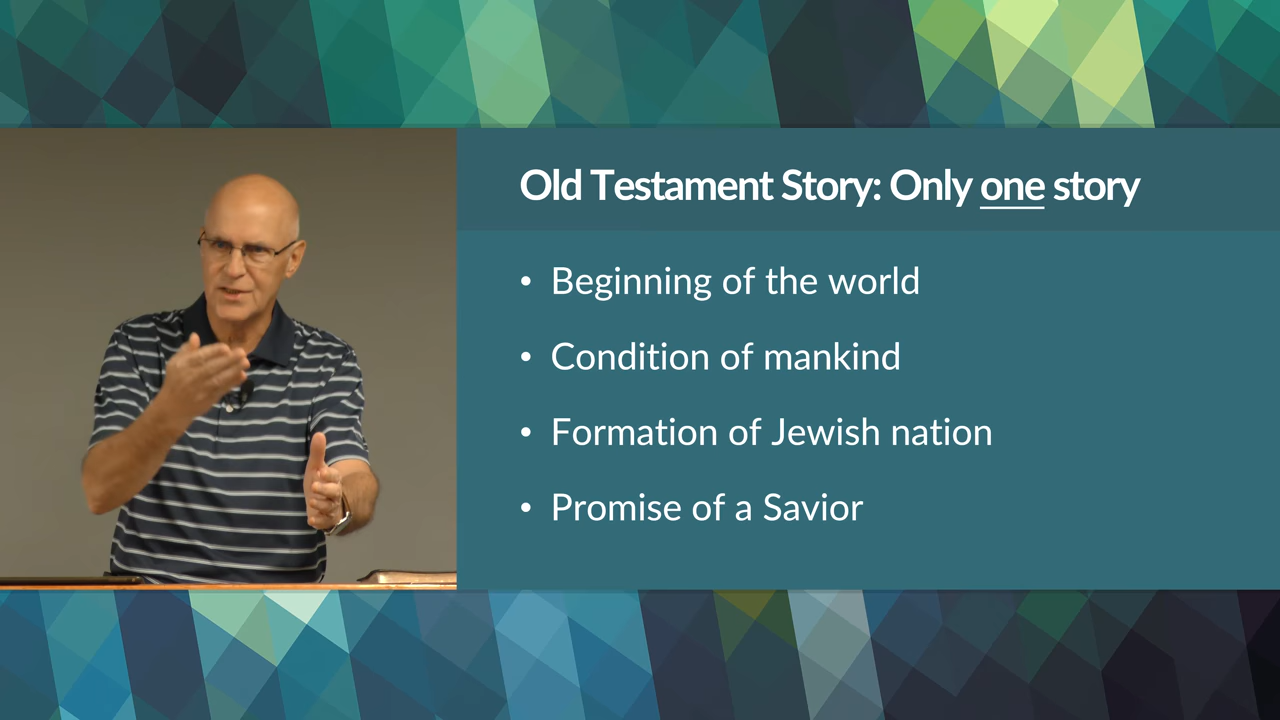 Old Testament Story: Only one story
• Beginning of the world
• Condition of mankind
• Formation of Jewish nation
• Promise of a Savior